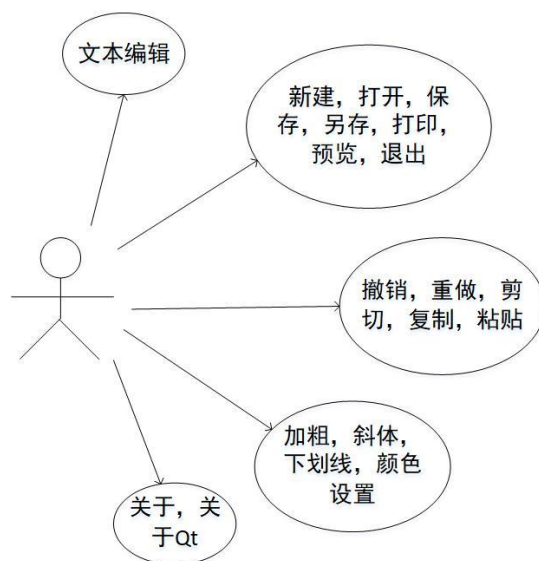 文本编辑
新建，打开，保
存，另存，打印，
预览，退出
撤销，重做，剪
切，复制，粘贴
加粗，斜体，
下划线，颜色
设置
关于，关
于Qt